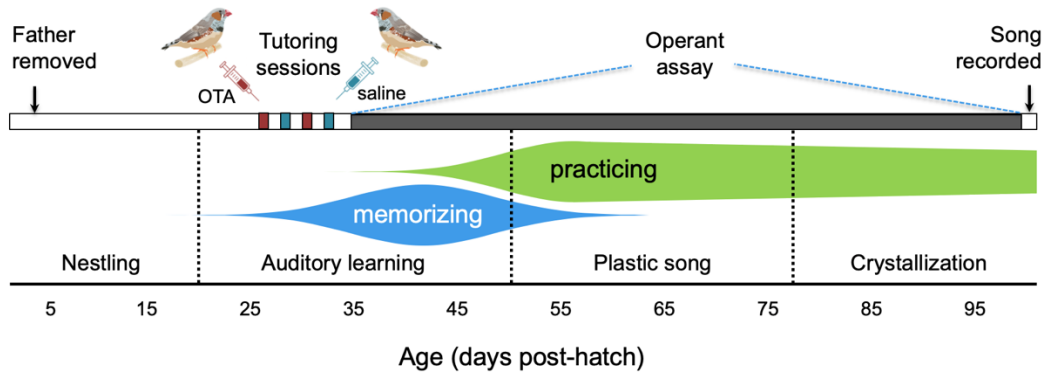 Father
removed
Tutoring
sessions
OTA
saline
Operant
assay
Song
recorded
practicing
memorizing
Nestling
Auditory learning
Plastic song
Crystallization
5 15 25 35 45 55 65 75 85 95
Age (days post-hatch)